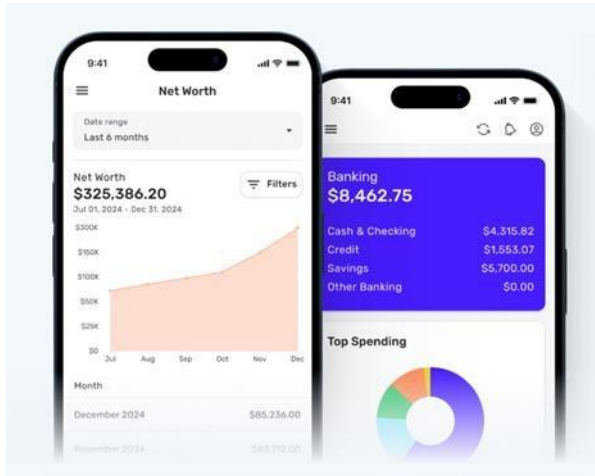 9:41
Net Worth
Date range
Last 6 months
Net Worth
$325,386.20
Jul 01, 2024 - Dec 31, 2024
Filters
$300K
$150K
$100K
$50K
$25K
$0
Jul Aug Sep Oct Nov Dec
Month
December 2024 $85,236.00
November 2024
9:41
Banking
$8,462.75
Cash & Checking $4,315.82
Credit $1,553.07
Savings $5,700.00
Other Banking $0.00
Top Spending